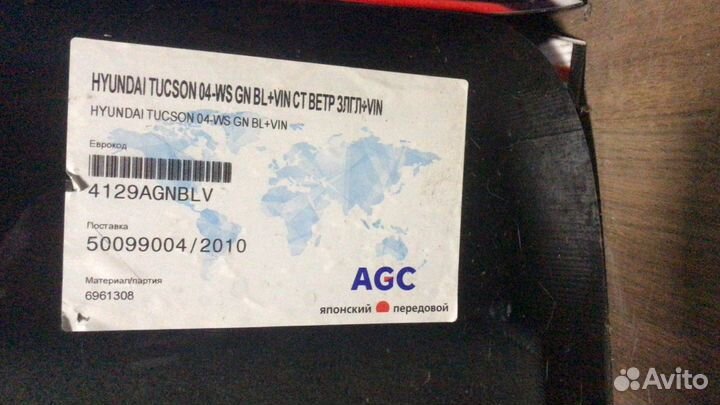 HYUNDAI TUCSON 04-WS GN BL+VIN СТ ВЕТР ЗЛГЛ+VIN
HYUNDAI TUCSON 04-WS GN BL+VIN
Еврокод
4129AGNBLV
Поставка
50099004/2010
Материал/партия
6961308
AGC
японский передовой
Avito